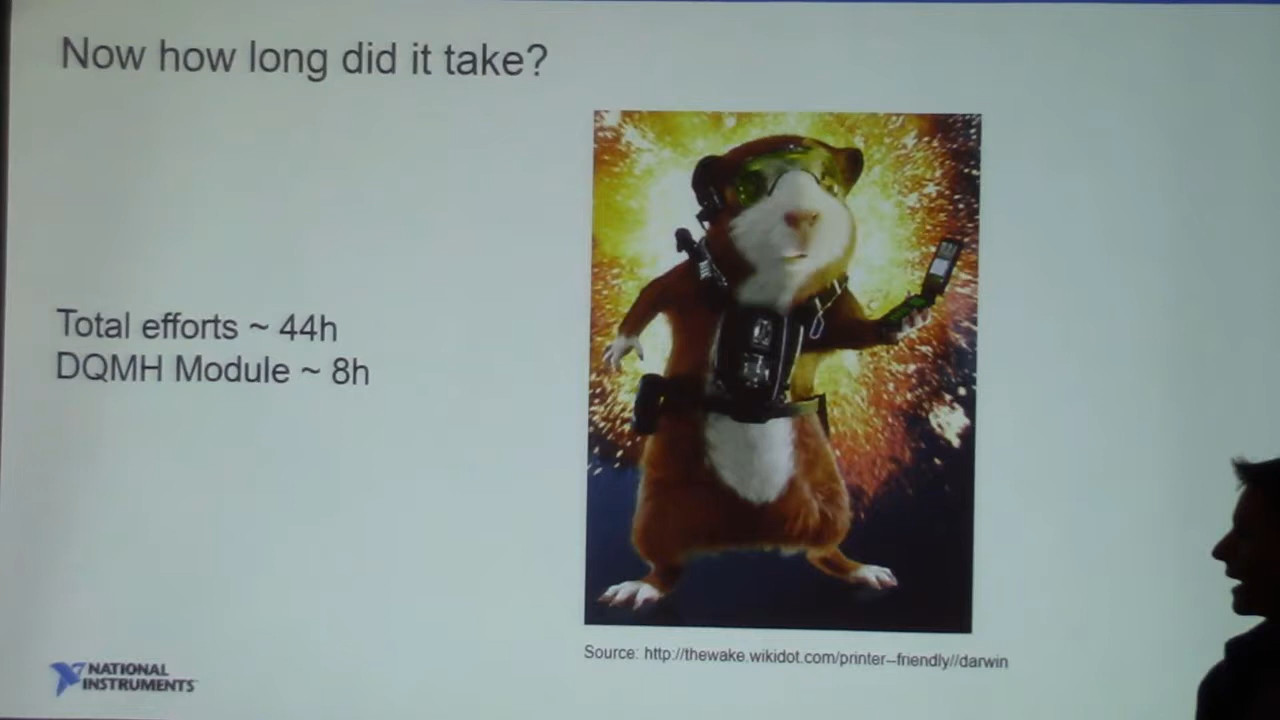 Now how long did it take?
Total efforts ~ 44h
DQMH Module ~ 8h
Source: http://thewake.wikidot.com/printer--friendly//darwin
NATIONAL
INSTRUMENTS